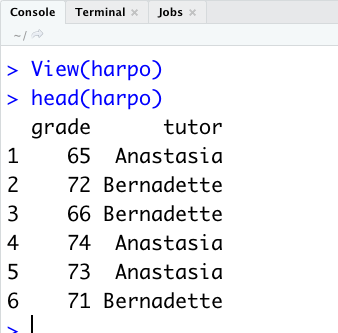 Console Terminal × Jobs ×
~/
> View(harpo)
> head(harpo)
  grade      tutor
1    65  Anastasia
2    72 Bernadette
3    66 Bernadette
4    74  Anastasia
5    73  Anastasia
6    71 Bernadette
>